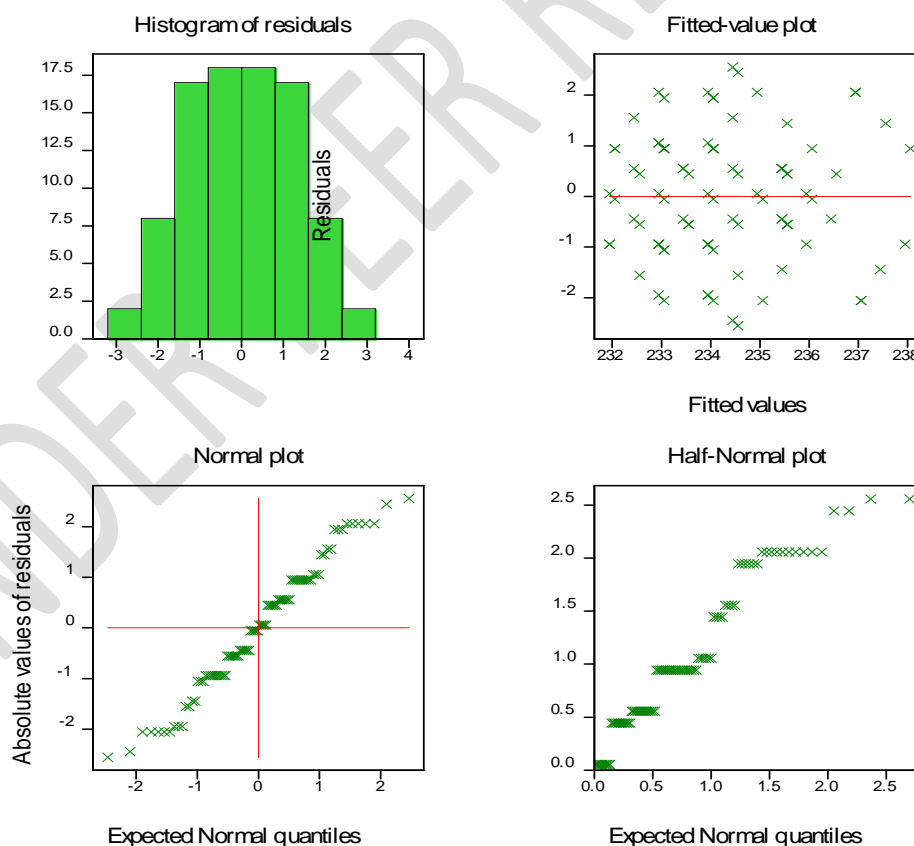 Histogram of residuals
17.5
15.0
12.5
10.0
7.5
5.0
2.5
0.0
-3 -2 -1 0 1 2 3 4
Fitted-value plot
Residuals
2
1
0
-1
-2
232 233 234 235 236 237 238
Fitted values
Normal plot
Absolute values of residuals
2
1
0
-1
-2
-2 -1 0 1 2
Expected Normal quantiles
Half-Normal plot
2.5
2.0
1.5
1.0
0.5
0.0
0.0 0.5 1.0 1.5 2.0 2.5
Expected Normal quantiles
NDER PEER RE